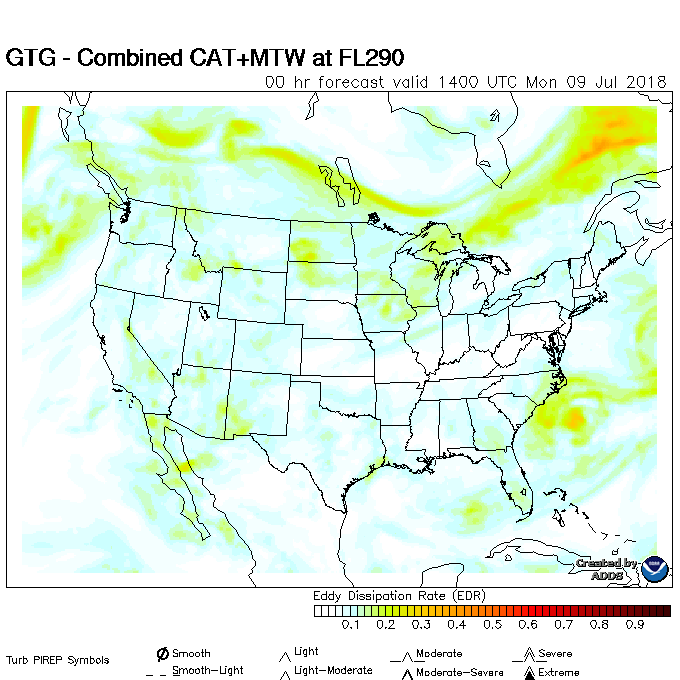 GTG - Combined CAT+MTW at FL290
00 hr forecast valid 1400 UTC Mon 09 Jul 2018
Created by
ADDS
Eddy Dissipation Rate (EDR)
0.1 0.2 0.3 0.4 0.5 0.6 0.7 0.8 0.9
Turb PIREP Symbols
Smooth Light Moderate Severe
Smooth-Light Light-Moderate Moderate-Severe Extreme